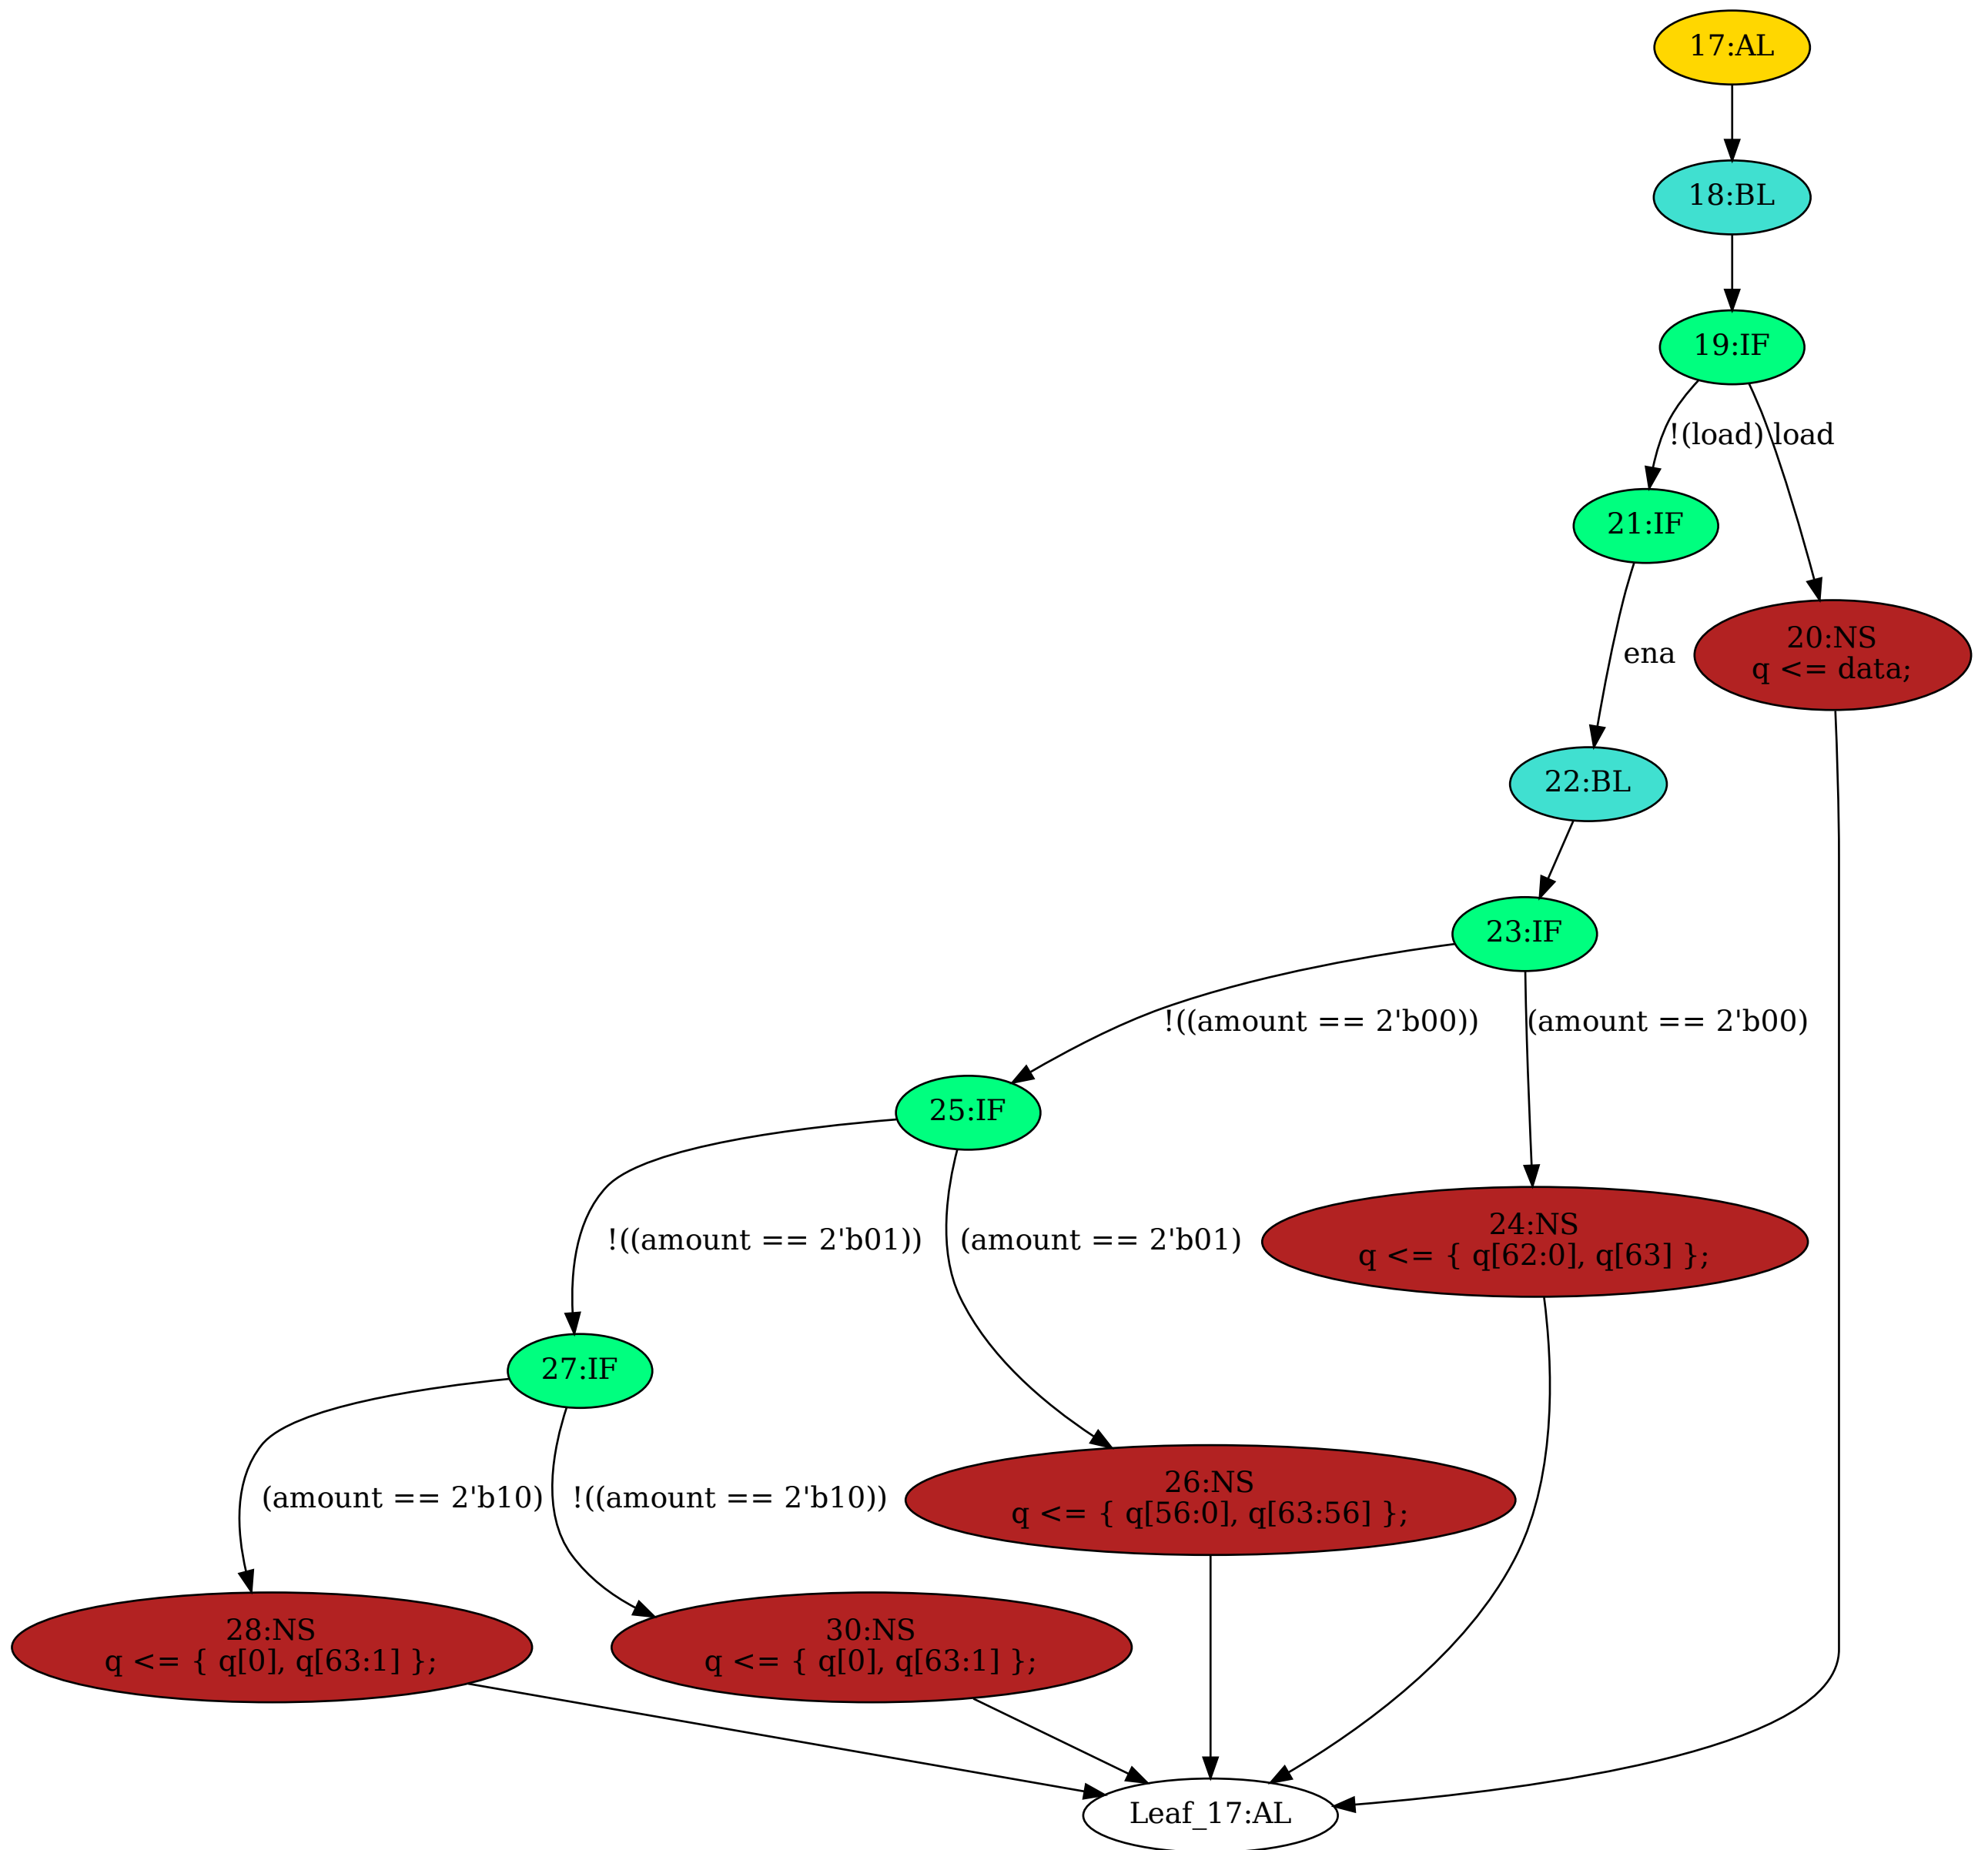 17:AL
18:BL
19:IF
!(load)
load
21:IF
20:NS
q <= data;
ena
22:BL
23:IF
!((amount == 2'b00))
(amount == 2'b00)
25:IF
24:NS
q <= { q[62:0], q[63] };
!((amount == 2'b01))
(amount == 2'b01)
27:IF
26:NS
q <= { q[56:0], q[63:56] };
(amount == 2'b10)
!((amount == 2'b10))
28:NS
q <= { q[0], q[63:1] };
30:NS
q <= { q[0], q[63:1] };
Leaf_17:AL